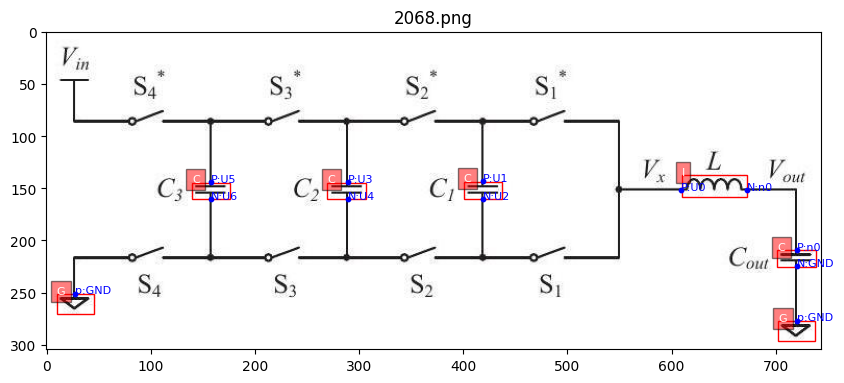 2068.png
0
50
100
150
200
250
300
0 100 200 300 400 500 600 700
V_in
S_4* S_3* S_2* S_1*
C P:U5 C P:U3 C P:U1
C_3 N:U6 C_2 N:U4 C_1 N:U2
V_x L V_out
P:U0 N:n0
C P:n0
C_out N:GND
G p:GND
S_4 S_3 S_2 S_1
G p:GND